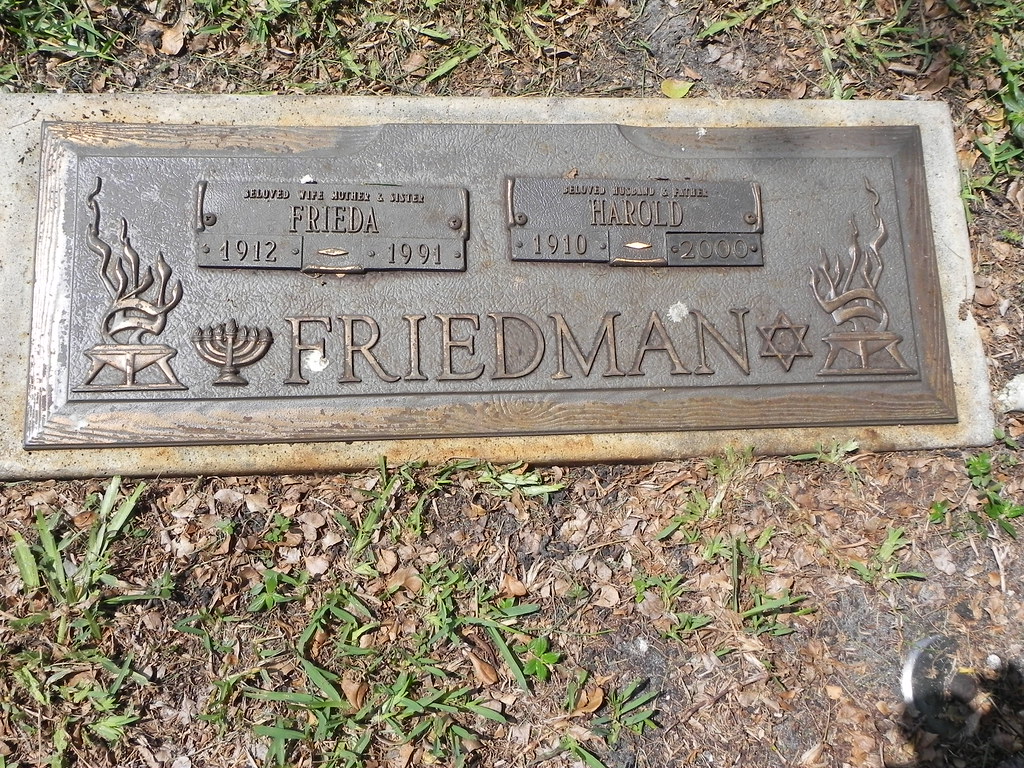 BELOVED WIFE MOTHER & SISTER
FRIEDA
1912 1991
BELOVED HUSBAND & FATHER
HAROLD
1910 2000
FRIEDMAN